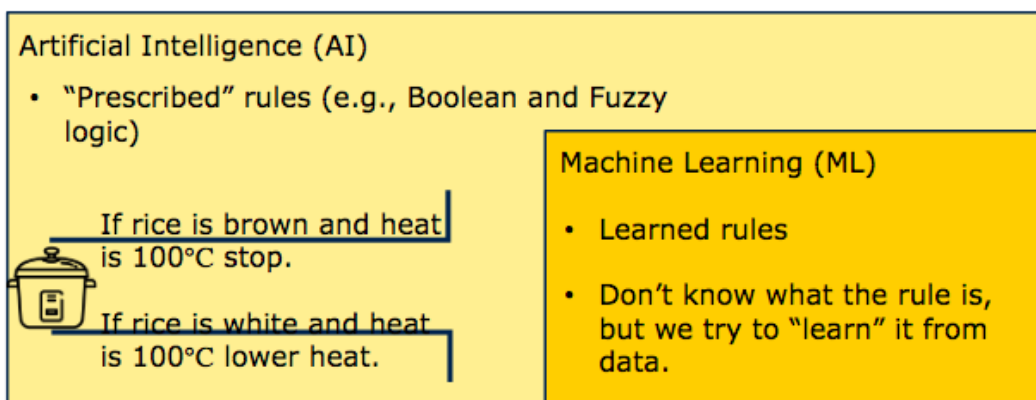 Artificial Intelligence (AI)
• “Prescribed” rules (e.g., Boolean and Fuzzy
logic)
If rice is brown and heat
is 100°C stop.
If rice is white and heat
is 100°C lower heat.
Machine Learning (ML)
• Learned rules
• Don’t know what the rule is,
but we try to “learn” it from
data.